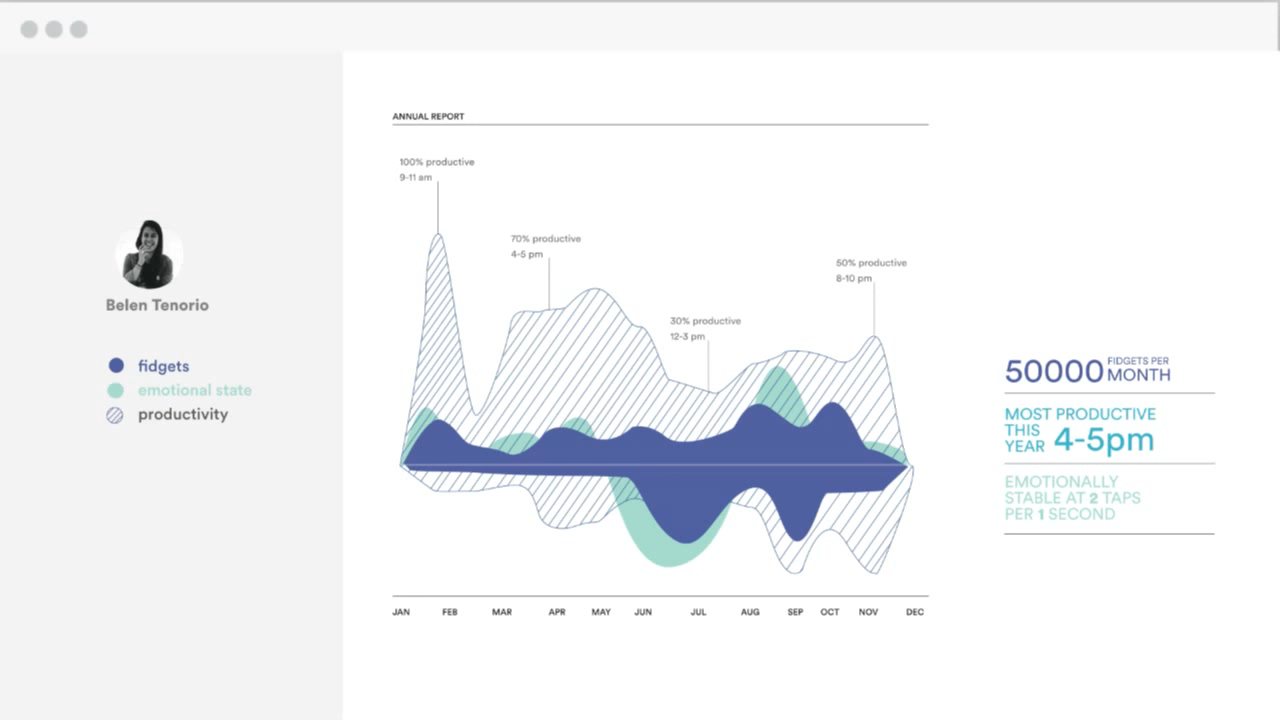 ANNUAL REPORT
100% productive
9-11 am
70% productive
4-5 pm
50% productive
8-10 pm
30% productive
12-3 pm
Belen Tenorio
fidgets
emotional state
productivity
50000 FIDGETS PER
MONTH
MOST PRODUCTIVE
THIS
YEAR 4-5pm
EMOTIONALLY
STABLE AT 2 TAPS
PER 1 SECOND
JAN FEB MAR APR MAY JUN JUL AUG SEP OCT NOV DEC